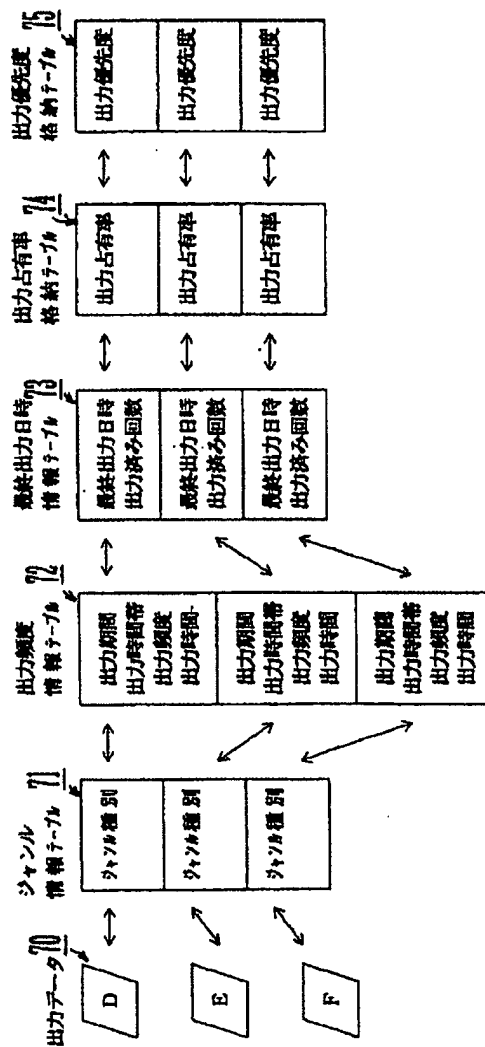 出力データ 70
D
E
F
ジャンル
情報テーブル 71
ジャンル種別
ジャンル種別
ジャンル種別
出力頻度
情報テーブル 72
出力期間
出力時間帯
出力頻度
出力時間
出力期間
出力時間帯
出力頻度
出力時間
出力期間
出力時間帯
出力頻度
出力時間
最終出力日時
情報テーブル 73
最終出力日時
出力済み回数
最終出力日時
出力済み回数
最終出力日時
出力済み回数
出力占有率
格納テーブル 74
出力占有率
出力占有率
出力占有率
出力優先度
格納テーブル 75
出力優先度
出力優先度
出力優先度